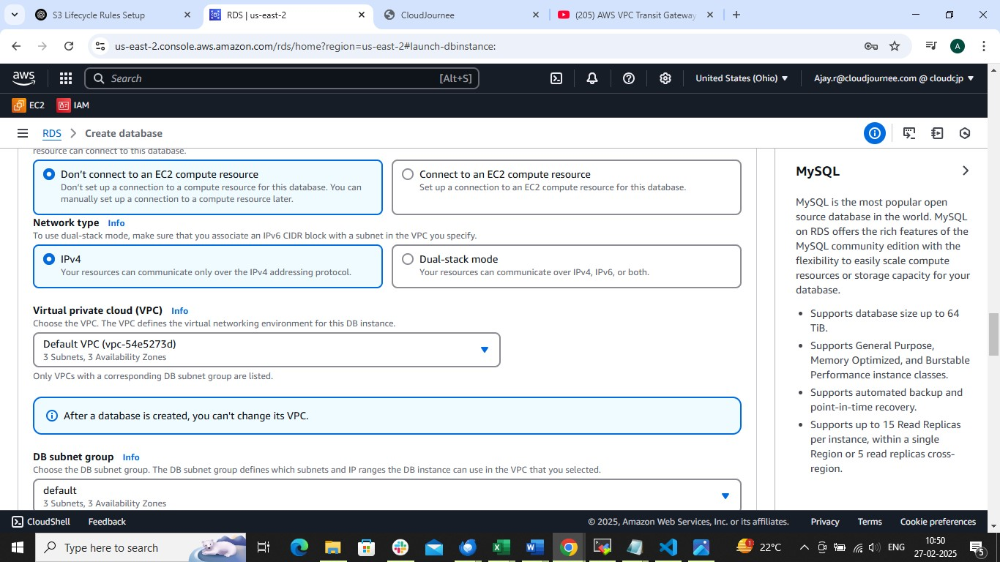 S3 Lifecycle Rules Setup
RDS | us-east-2
CloudJournee
(205) AWS VPC Transit Gateway
us-east-2.console.aws.amazon.com/rds/home?region=us-east-2#launch-dbinstance:
A
aws
Search
[Alt+S]
United States (Ohio)
Ajay.r@cloudjournee.com @ cloudcjp
EC2
IAM
RDS
Create database
resource can connect to this database.
Don't connect to an EC2 compute resource
Don't set up a connection to a compute resource for this database. You can
manually set up a connection to a compute resource later.
Connect to an EC2 compute resource
Set up a connection to an EC2 compute resource for this database.
Network type Info
To use dual-stack mode, make sure that you associate an IPv6 CIDR block with a subnet in the VPC you specify.
IPv4
Your resources can communicate only over the IPv4 addressing protocol.
Dual-stack mode
Your resources can communicate over IPv4, IPv6, or both.
Virtual private cloud (VPC) Info
Choose the VPC. The VPC defines the virtual networking environment for this DB instance.
Default VPC (vpc-54e5273d)
3 Subnets, 3 Availability Zones
Only VPCs with a corresponding DB subnet group are listed.
After a database is created, you can't change its VPC.
DB subnet group Info
Choose the DB subnet group. The DB subnet group defines which subnets and IP ranges the DB instance can use in the VPC that you selected.
default
3 Subnets, 3 Availability Zones
MySQL
MySQL is the most popular open
source database in the world. MySQL
on RDS offers the rich features of the
MySQL community edition with the
flexibility to easily scale compute
resources or storage capacity for your
database.
• Supports database size up to 64
TiB.
• Supports General Purpose,
Memory Optimized, and Burstable
Performance instance classes.
• Supports automated backup and
point-in-time recovery.
• Supports up to 15 Read Replicas
per instance, within a single
Region or 5 read replicas cross-
region.
CloudShell
Feedback
© 2025, Amazon Web Services, Inc. or its affiliates.
Privacy
Terms
Cookie preferences
Type here to search
1
22°C
ENG
10:50
27-02-2025
5